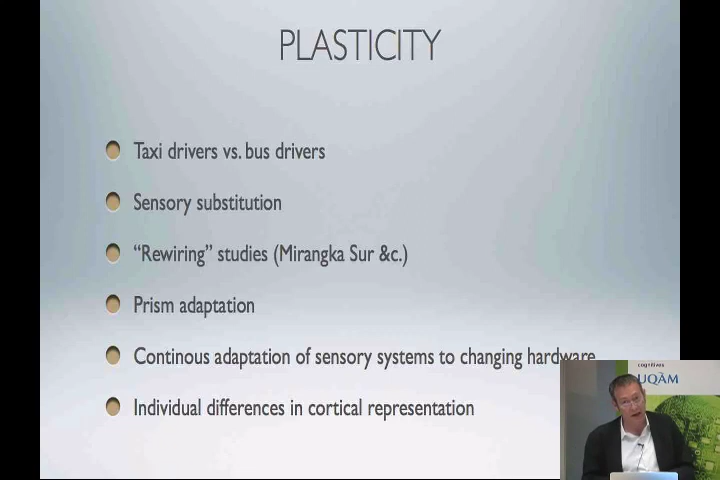 PLASTICITY
Taxi drivers vs. bus drivers
Sensory substitution
“Rewiring” studies (Mirangka Sur &c.)
Prism adaptation
Continous adaptation of sensory systems to changing hardware
Individual differences in cortical representation
cognitives
UQÀM